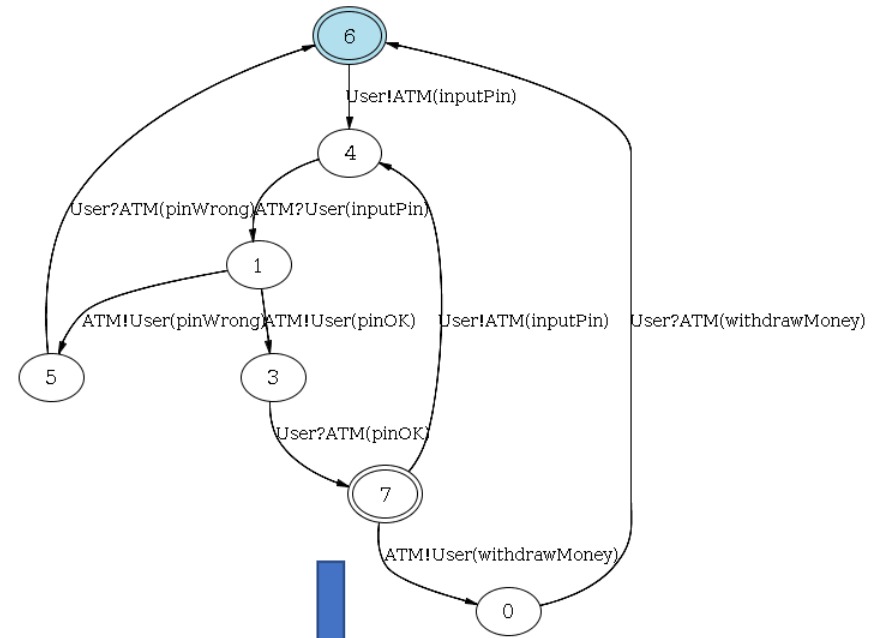 6
User!ATM(inputPin)
4
User?ATM(pinWrong)
ATM?User(inputPin)
1
ATM!User(pinWrong)
ATM!User(pinOK)
User!ATM(inputPin)
User?ATM(withdrawMoney)
5
3
User?ATM(pinOK)
7
ATM!User(withdrawMoney)
0